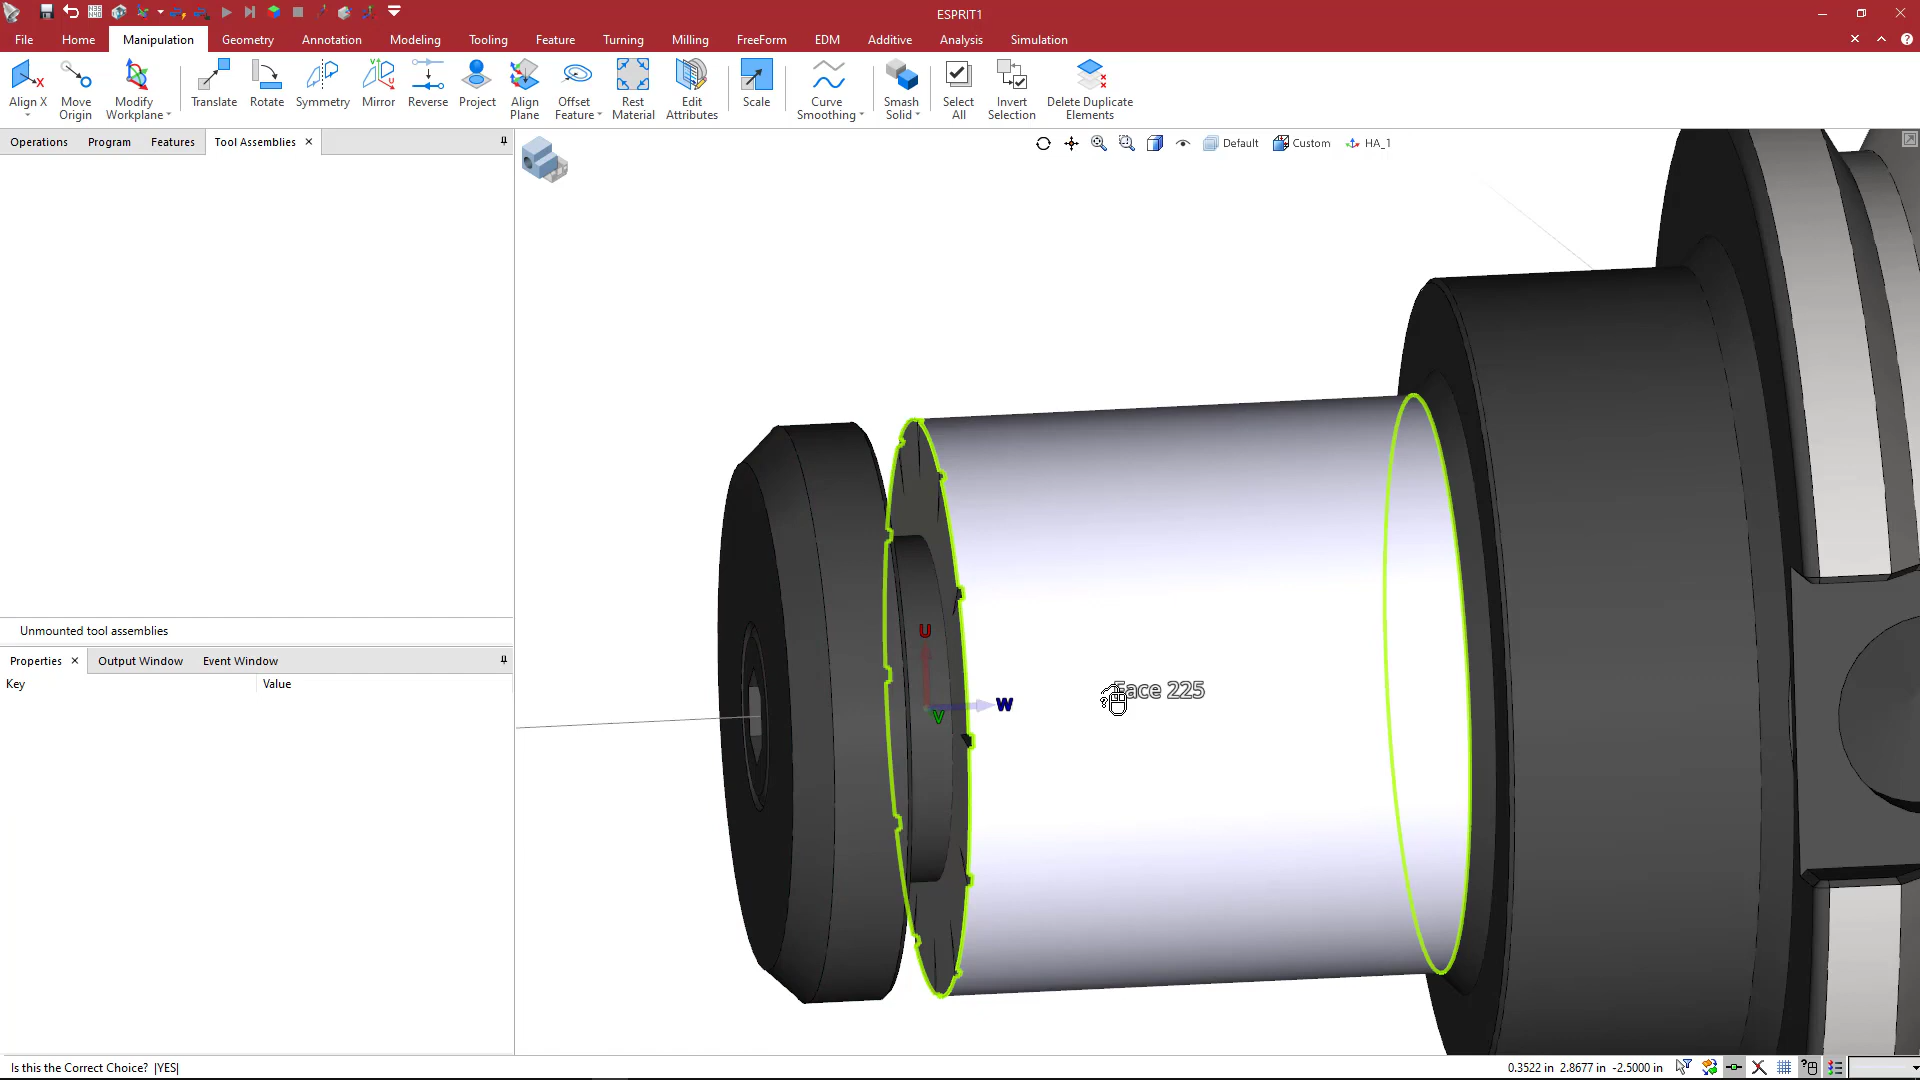 ESPRIT1
File Home Manipulation Geometry Annotation Modeling Tooling Feature Turning Milling FreeForm EDM Additive Analysis Simulation
Align X
Move Origin
Modify Workplane
Translate
Rotate
Symmetry
Mirror
Reverse
Project
Align Plane
Offset Feature
Rest Material
Edit Attributes
Scale
Curve Smoothing
Smash Solid
Select All
Invert Selection
Delete Duplicate Elements
Operations Program Features Tool Assemblies
Default Custom HA_1
U
V
W
Face 225
Unmounted tool assemblies
Properties Output Window Event Window
Key Value
Is this the Correct Choice? |YES|
0.3522 in 2.8677 in -2.5000 in